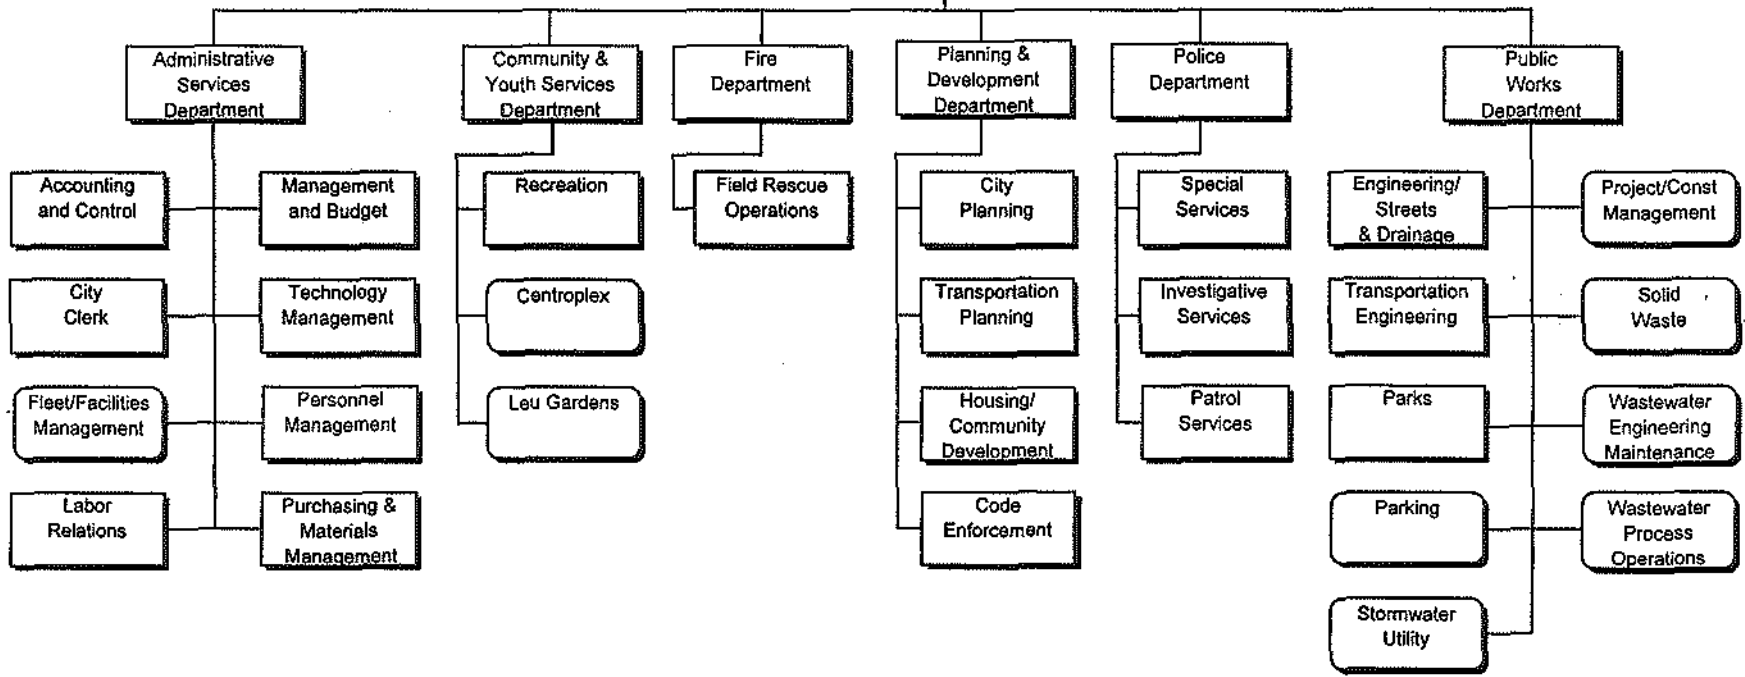 Administrative
Services
Department
Community &
Youth Services
Department
Fire
Department
Planning &
Development
Department
Police
Department
Public
Works
Department
Accounting
and Control
Management
and Budget
City
Clerk
Technology
Management
Fleet/Facilities
Management
Personnel
Management
Labor
Relations
Purchasing &
Materials
Management
Recreation
Centroplex
Leu Gardens
Field Rescue
Operations
City
Planning
Transportation
Planning
Housing/
Community
Development
Code
Enforcement
Special
Services
Investigative
Services
Patrol
Services
Engineering/
Streets
& Drainage
Project/Const
Management
Transportation
Engineering
Solid
Waste
Parks
Wastewater
Engineering
Maintenance
Parking
Wastewater
Process
Operations
Stormwater
Utility